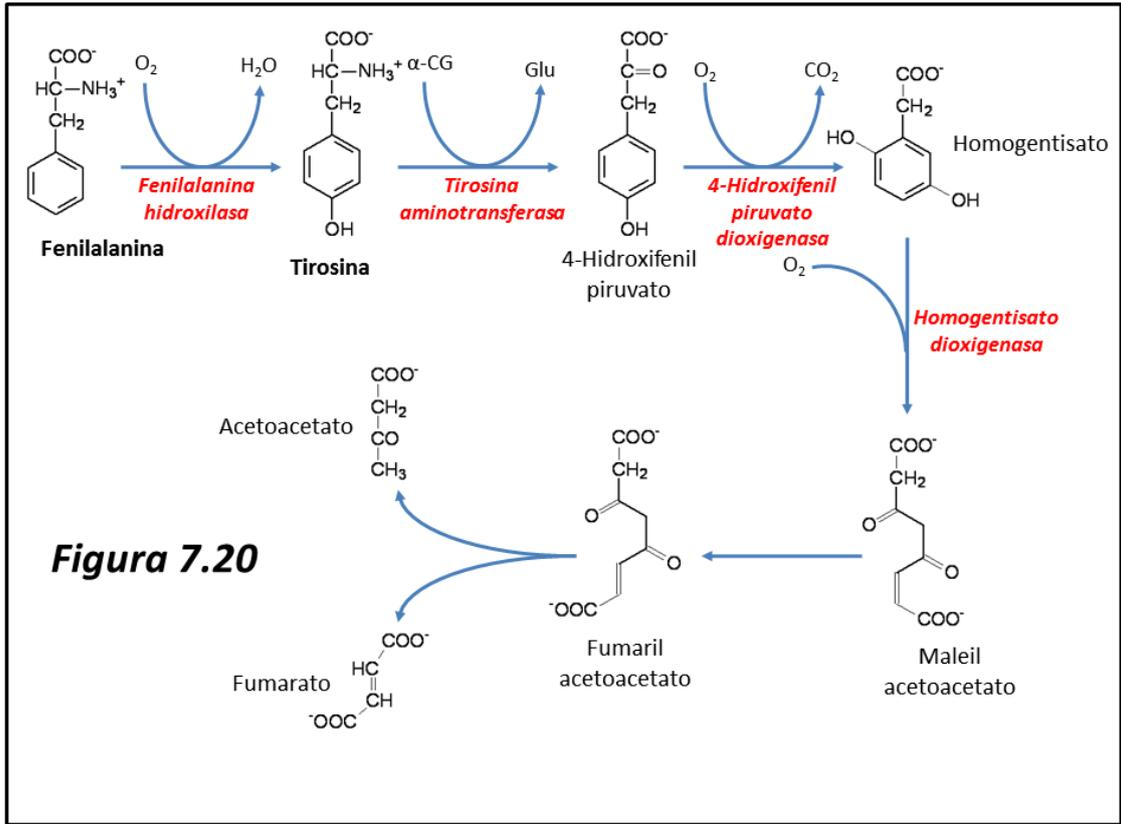 COO⁻
HC–NH₃⁺
CH₂
Fenilalanina
O₂
H₂O
Fenilalanina
hidroxilasa
COO⁻
HC–NH₃⁺
CH₂
OH
Tirosina
α-CG
Glu
Tirosina
aminotransferasa
COO⁻
C=O
CH₂
OH
4-Hidroxifenil
piruvato
O₂
CO₂
4-Hidroxifenil
piruvato
dioxigenasa
COO⁻
CH₂
HO
OH
Homogentisato
O₂
Homogentisato
dioxigenasa
COO⁻
CH₂
O
O
COO⁻
Maleil
acetoacetato
COO⁻
CH₂
O
O
⁻OOC
Fumaril
acetoacetato
Acetoacetato
COO⁻
CH₂
CO
CH₃
Figura 7.20
Fumarato
COO⁻
HC
CH
⁻OOC